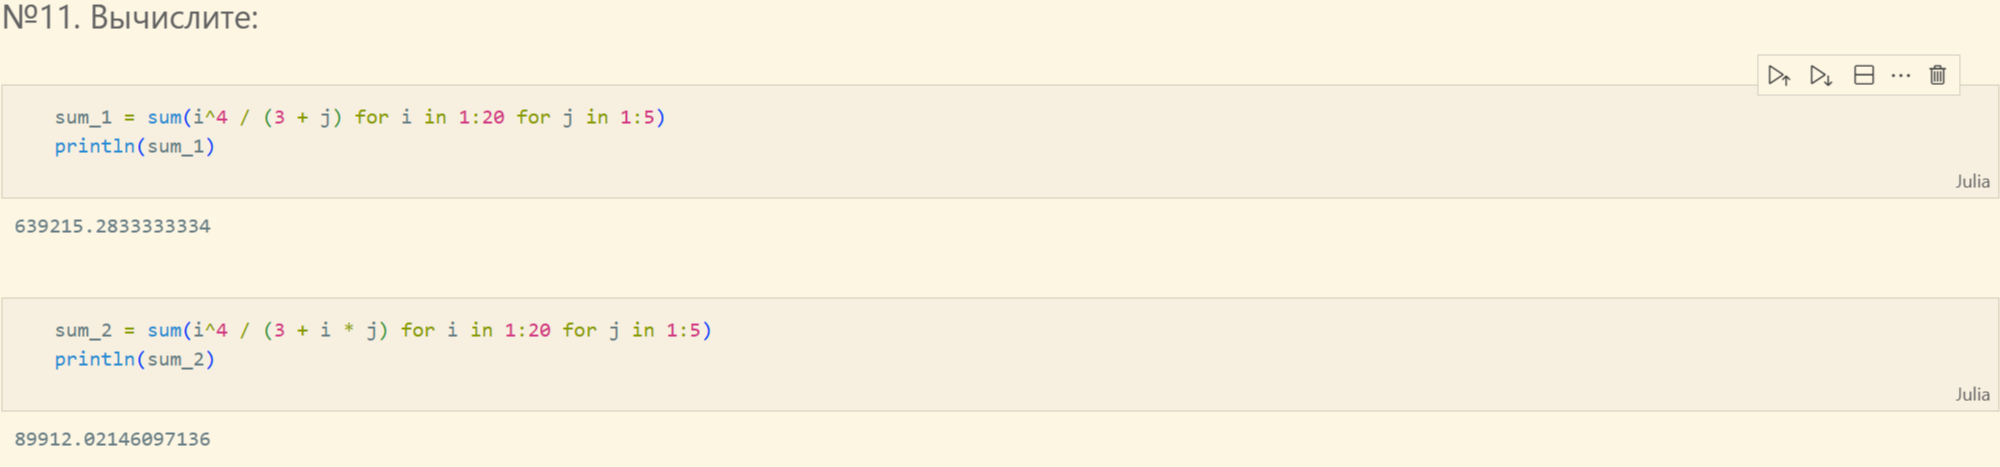 №11. Вычислите:
sum_1 = sum(i^4 / (3 + j) for i in 1:20 for j in 1:5)
println(sum_1)
Julia
639215.2833333334
sum_2 = sum(i^4 / (3 + i * j) for i in 1:20 for j in 1:5)
println(sum_2)
Julia
89912.02146097136